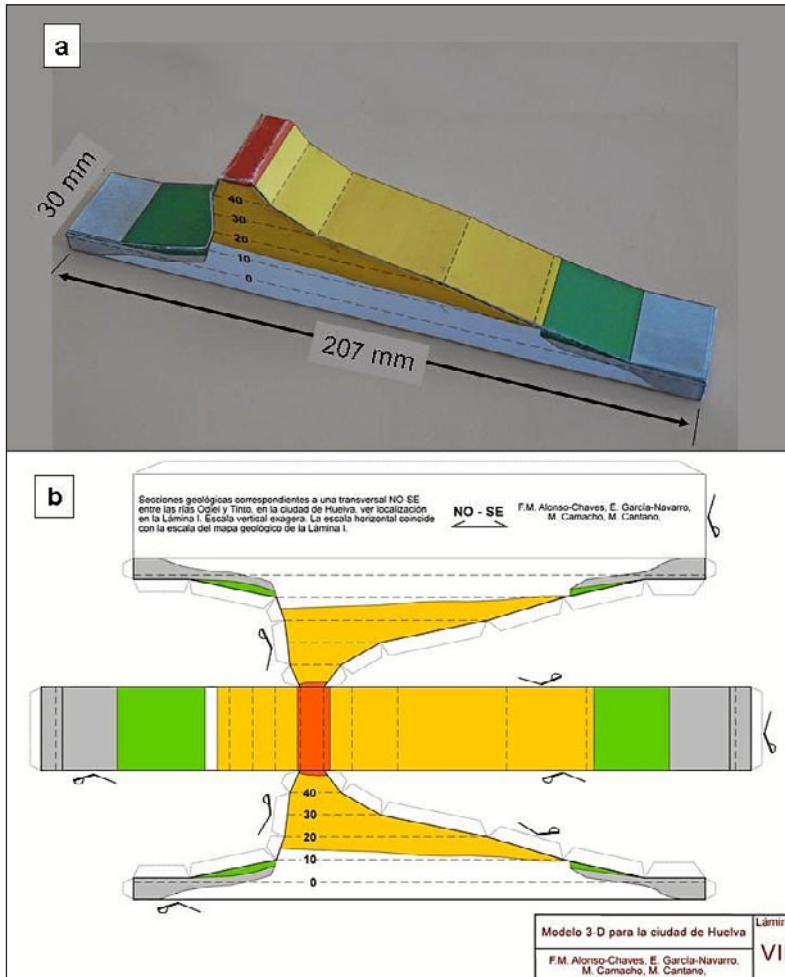 a
30 mm
40
30
20
10
0
207 mm
b
Secciones geológicas correspondientes a una transversal NO-SE
entre las rías Odiel y Tinto, en la ciudad de Huelva, ver localización
en la Lámina I. Escala vertical exagera. La escala horizontal coincide
con la escala del mapa geológico de la Lámina I.
NO - SE
F.M. Alonso-Chaves, E. García-Navarro,
M. Camacho, M. Cantano,
40
30
20
10
0
Modelo 3-D para la ciudad de Huelva
F.M. Alonso-Chaves, E. García-Navarro,
M. Camacho, M. Cantano,
Lámin
VII